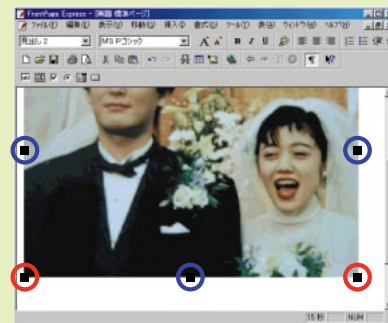 FrontPage Express - [無題 標準ページ]
ファイル(F) 編集(E) 表示(V) 移動(G) 挿入(I) 書式(O) ツール(T) 表(A) ウィンドウ(W) ヘルプ(H)
見出し 2 MS Pゴシック A A B I U
15 秒 NUM